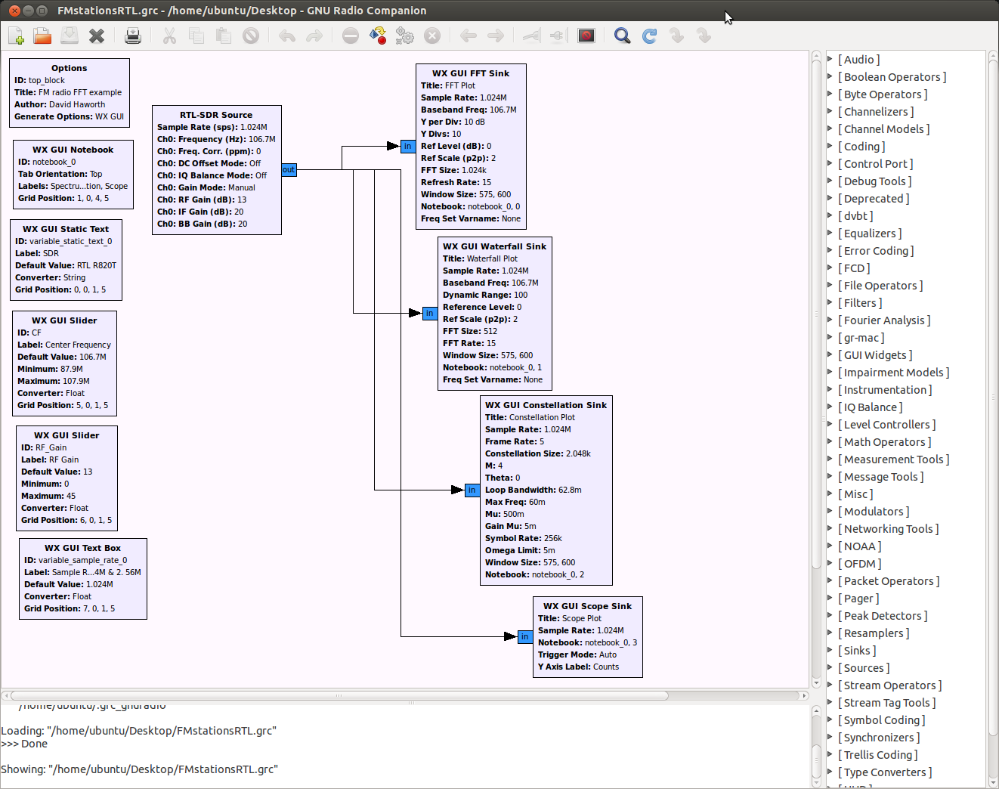 FMstationsRTL.grc - /home/ubuntu/Desktop - GNU Radio Companion
Options
ID: top_block
Title: FM radio FFT example
Author: David Haworth
Generate Options: WX GUI
WX GUI Notebook
ID: notebook_0
Tab Orientation: Top
Labels: Spectru...tion, Scope
Grid Position: 1, 0, 4, 5
WX GUI Static Text
ID: variable_static_text_0
Label: SDR
Default Value: RTL R820T
Converter: String
Grid Position: 0, 0, 1, 5
WX GUI Slider
ID: CF
Label: Center Frequency
Default Value: 106.7M
Minimum: 87.9M
Maximum: 107.9M
Converter: Float
Grid Position: 5, 0, 1, 5
WX GUI Slider
ID: RF_Gain
Label: RF Gain
Default Value: 13
Minimum: 0
Maximum: 45
Converter: Float
Grid Position: 6, 0, 1, 5
WX GUI Text Box
ID: variable_sample_rate_0
Label: Sample R...4M & 2. 56M
Default Value: 1.024M
Converter: Float
Grid Position: 7, 0, 1, 5
RTL-SDR Source
Sample Rate (sps): 1.024M
Ch0: Frequency (Hz): 106.7M
Ch0: Freq. Corr. (ppm): 0
Ch0: DC Offset Mode: Off
Ch0: IQ Balance Mode: Off
Ch0: Gain Mode: Manual
Ch0: RF Gain (dB): 13
Ch0: IF Gain (dB): 20
Ch0: BB Gain (dB): 20
out
in
WX GUI FFT Sink
Title: FFT Plot
Sample Rate: 1.024M
Baseband Freq: 106.7M
Y per Div: 10 dB
Y Divs: 10
Ref Level (dB): 0
Ref Scale (p2p): 2
FFT Size: 1.024k
Refresh Rate: 15
Window Size: 575, 600
Notebook: notebook_0, 0
Freq Set Varname: None
in
WX GUI Waterfall Sink
Title: Waterfall Plot
Sample Rate: 1.024M
Baseband Freq: 106.7M
Dynamic Range: 100
Reference Level: 0
Ref Scale (p2p): 2
FFT Size: 512
FFT Rate: 15
Window Size: 575, 600
Notebook: notebook_0, 1
Freq Set Varname: None
in
WX GUI Constellation Sink
Title: Constellation Plot
Sample Rate: 1.024M
Frame Rate: 5
Constellation Size: 2.048k
M: 4
Theta: 0
Loop Bandwidth: 62.8m
Max Freq: 60m
Mu: 500m
Gain Mu: 5m
Symbol Rate: 256k
Omega Limit: 5m
Window Size: 575, 600
Notebook: notebook_0, 2
in
WX GUI Scope Sink
Title: Scope Plot
Sample Rate: 1.024M
Notebook: notebook_0, 3
Trigger Mode: Auto
Y Axis Label: Counts
[ Audio ]
[ Boolean Operators ]
[ Byte Operators ]
[ Channelizers ]
[ Channel Models ]
[ Coding ]
[ Control Port ]
[ Debug Tools ]
[ Deprecated ]
[ dvbt ]
[ Equalizers ]
[ Error Coding ]
[ FCD ]
[ File Operators ]
[ Filters ]
[ Fourier Analysis ]
[ gr-mac ]
[ GUI Widgets ]
[ Impairment Models ]
[ Instrumentation ]
[ IQ Balance ]
[ Level Controllers ]
[ Math Operators ]
[ Measurement Tools ]
[ Message Tools ]
[ Misc ]
[ Modulators ]
[ Networking Tools ]
[ NOAA ]
[ OFDM ]
[ Packet Operators ]
[ Pager ]
[ Peak Detectors ]
[ Resamplers ]
[ Sinks ]
[ Sources ]
[ Stream Operators ]
[ Stream Tag Tools ]
[ Symbol Coding ]
[ Synchronizers ]
[ Trellis Coding ]
[ Type Converters ]
/home/ubuntu/.grc_gnuradio
Loading: "/home/ubuntu/Desktop/FMstationsRTL.grc"
>>> Done
Showing: "/home/ubuntu/Desktop/FMstationsRTL.grc"